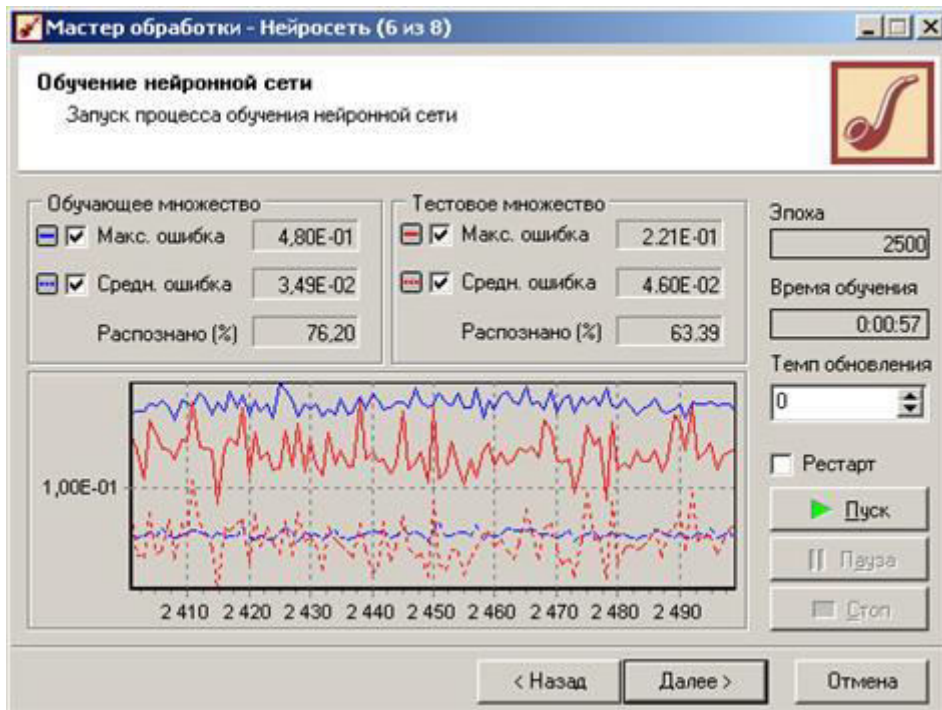 Мастер обработки - Нейросеть (6 из 8)
Обучение нейронной сети
Запуск процесса обучения нейронной сети
Обучающее множество
Макс. ошибка 4,80E-01
Средн. ошибка 3,49E-02
Распознано (%) 76,20
Тестовое множество
Макс. ошибка 2.21E-01
Средн. ошибка 4.60E-02
Распознано (%) 63.39
Эпоха
2500
Время обучения
0:00:57
Темп обновления
0
Рестарт
Пуск
Пауза
Стоп
1,00E-01
2 410 2 420 2 430 2 440 2 450 2 460 2 470 2 480 2 490
< Назад
Далее >
Отмена